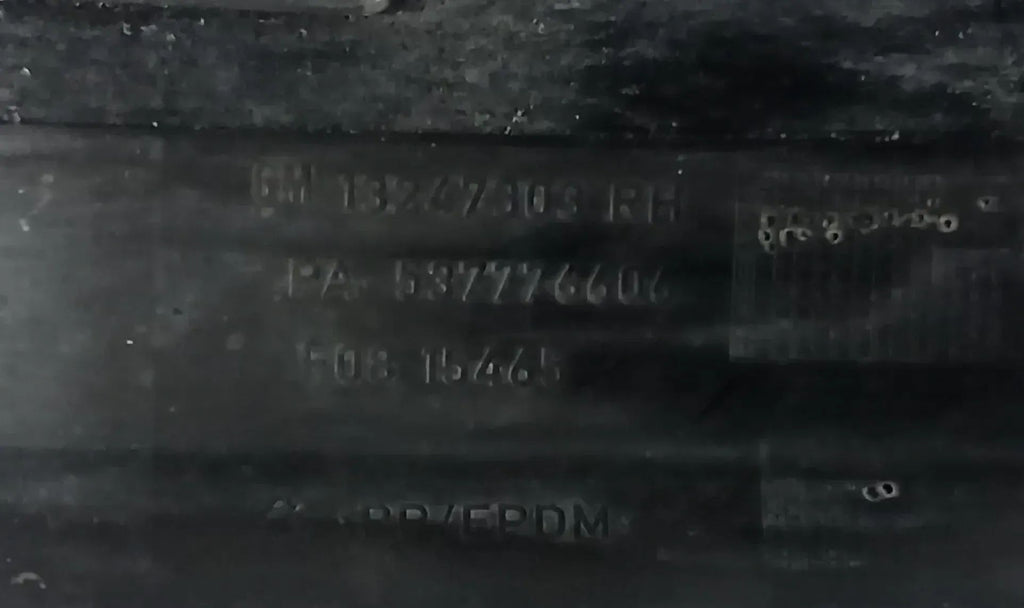 GM 13247303 RH
PA 537776606
508 15465
PP/EPDM